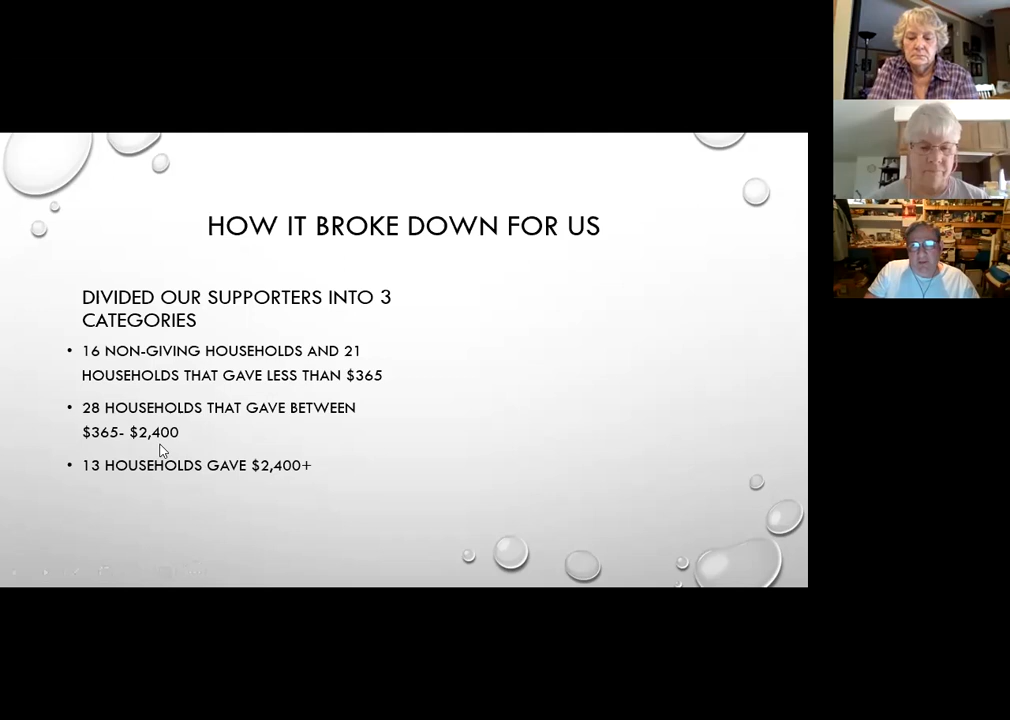 HOW IT BROKE DOWN FOR US
DIVIDED OUR SUPPORTERS INTO 3
CATEGORIES
• 16 NON-GIVING HOUSEHOLDS AND 21
HOUSEHOLDS THAT GAVE LESS THAN $365
• 28 HOUSEHOLDS THAT GAVE BETWEEN
$365- $2,400
• 13 HOUSEHOLDS GAVE $2,400+